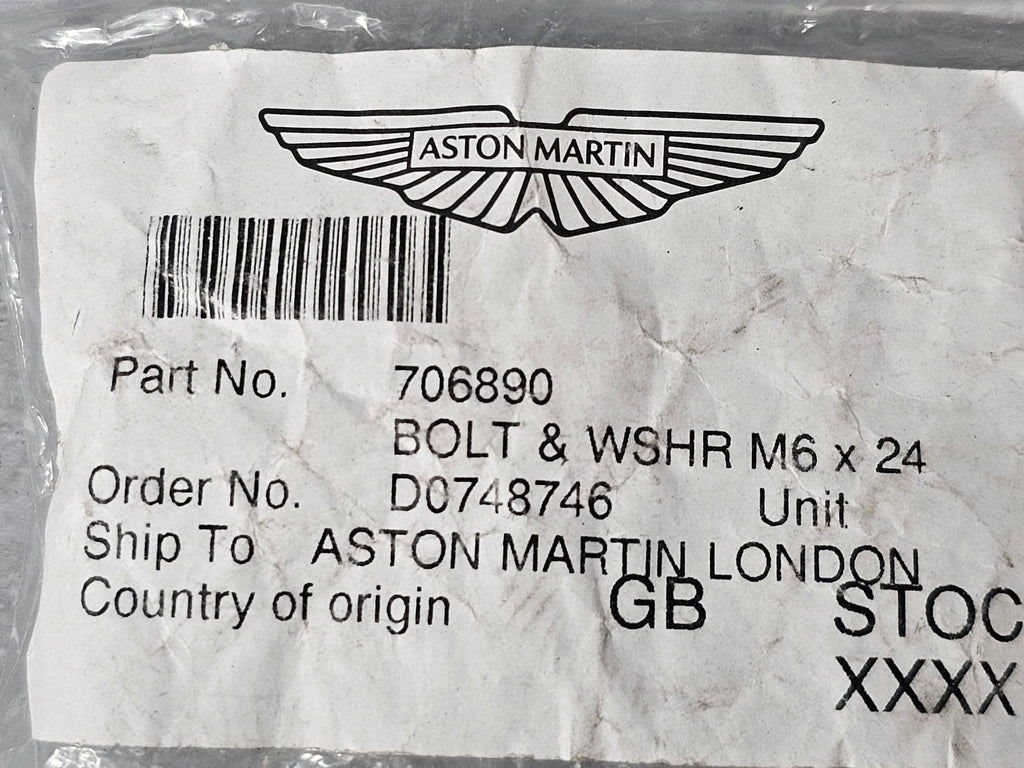 ASTON MARTIN
Part No. 706890
BOLT & WSHR M6 x 24
Order No. D0748746 Unit
Ship To ASTON MARTIN LONDON
Country of origin GB STOC
XXXX